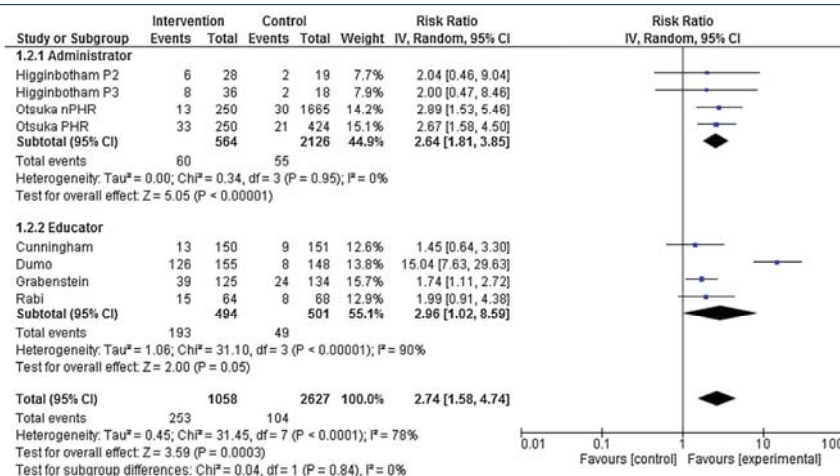 Intervention Control Risk Ratio Risk Ratio
Study or Subgroup Events Total Events Total Weight IV, Random, 95% CI IV, Random, 95% CI
1.2.1 Administrator
Higginbotham P2 6 28 2 19 7.7% 2.04 [0.46, 9.04]
Higginbotham P3 8 36 2 18 7.9% 2.00 [0.47, 8.46]
Otsuka nPHR 13 250 30 1665 14.2% 2.89 [1.53, 5.46]
Otsuka PHR 33 250 21 424 15.1% 2.67 [1.58, 4.50]
Subtotal (95% CI) 564 2126 44.9% 2.64 [1.81, 3.85]
Total events 60 55
Heterogeneity: Tau² = 0.00; Chi² = 0.34, df = 3 (P = 0.95); I² = 0%
Test for overall effect: Z = 5.05 (P < 0.00001)
1.2.2 Educator
Cunningham 13 150 9 151 12.6% 1.45 [0.64, 3.30]
Dumo 126 155 8 148 13.8% 15.04 [7.63, 29.63]
Grabenstein 39 125 24 134 15.7% 1.74 [1.11, 2.72]
Rabi 15 64 8 68 12.9% 1.99 [0.91, 4.38]
Subtotal (95% CI) 494 501 55.1% 2.96 [1.02, 8.59]
Total events 193 49
Heterogeneity: Tau² = 1.06; Chi² = 31.10, df = 3 (P < 0.00001); I² = 90%
Test for overall effect: Z = 2.00 (P = 0.05)
Total (95% CI) 1058 2627 100.0% 2.74 [1.58, 4.74]
Total events 253 104
Heterogeneity: Tau² = 0.45; Chi² = 31.45, df = 7 (P < 0.0001); I² = 78%
Test for overall effect: Z = 3.59 (P = 0.0003)
Test for subgroup differences: Chi² = 0.04, df = 1 (P = 0.84), I² = 0%
0.01 0.1 1 10 100
Favours [control] Favours [experimental]